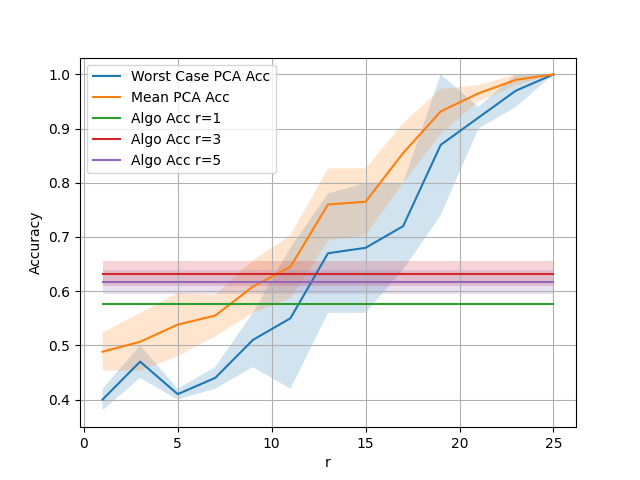 Worst Case PCA Acc
Mean PCA Acc
Algo Acc r=1
Algo Acc r=3
Algo Acc r=5
Accuracy
1.0
0.9
0.8
0.7
0.6
0.5
0.4
0 5 10 15 20 25
r